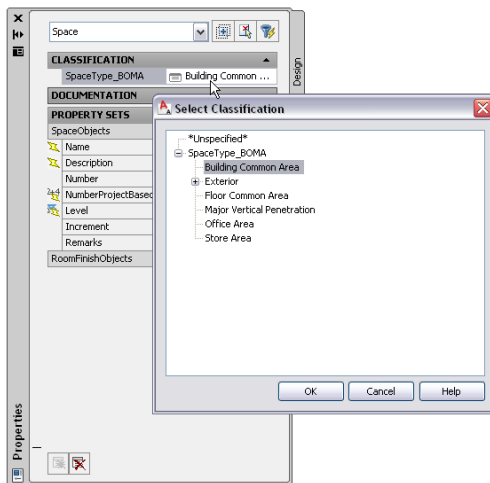 Space
CLASSIFICATION
SpaceType_BOMA Building Common ...
DOCUMENTATION
PROPERTY SETS
SpaceObjects
Name
Description
Number
NumberProjectBased
Level
Increment
Remarks
RoomFinishObjects
Design
Properties
Select Classification
*Unspecified*
SpaceType_BOMA
Building Common Area
Exterior
Floor Common Area
Major Vertical Penetration
Office Area
Store Area
OK Cancel Help